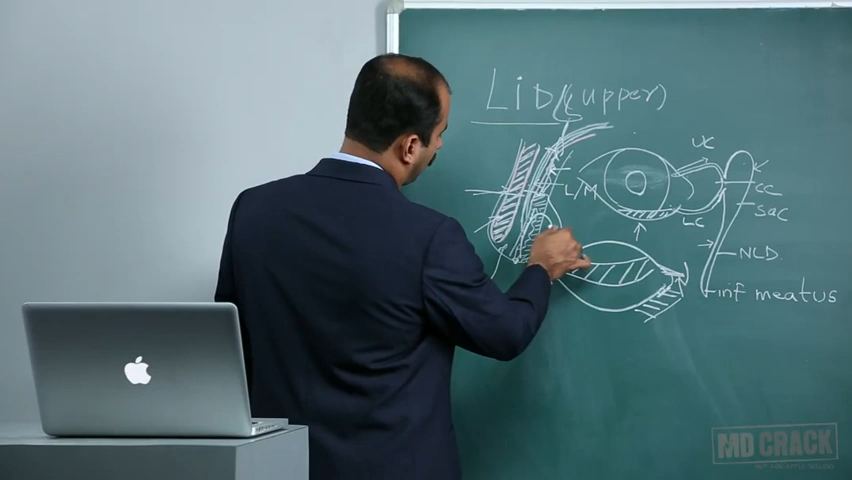 LiD (upper)
UC
L/M
CC
Sac
LC
NLD
inf meatus
MD CRACK